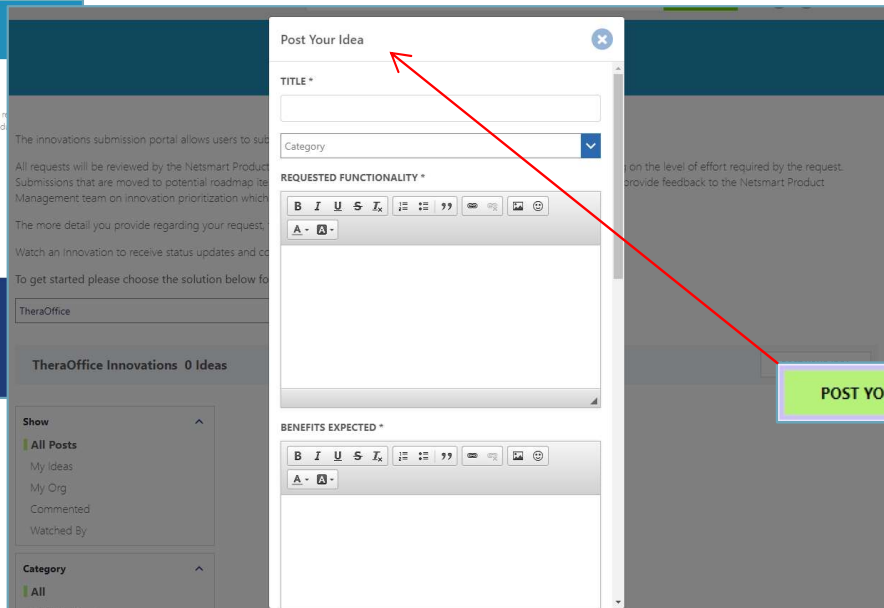 Post Your Idea
TITLE *
Category
REQUESTED FUNCTIONALITY *
BENEFITS EXPECTED *
The innovations submission portal allows users to sub
All requests will be reviewed by the Netsmart Product
on the level of effort required by the request.
Submissions that are moved to potential roadmap ite
provide feedback to the Netsmart Product
Management team on innovation prioritization which
The more detail you provide regarding your request,
Watch an Innovation to receive status updates and co
To get started please choose the solution below fo
TheraOffice
TheraOffice Innovations 0 Ideas
POST YO
Show
All Posts
My Ideas
My Org
Commented
Watched By
Category
All